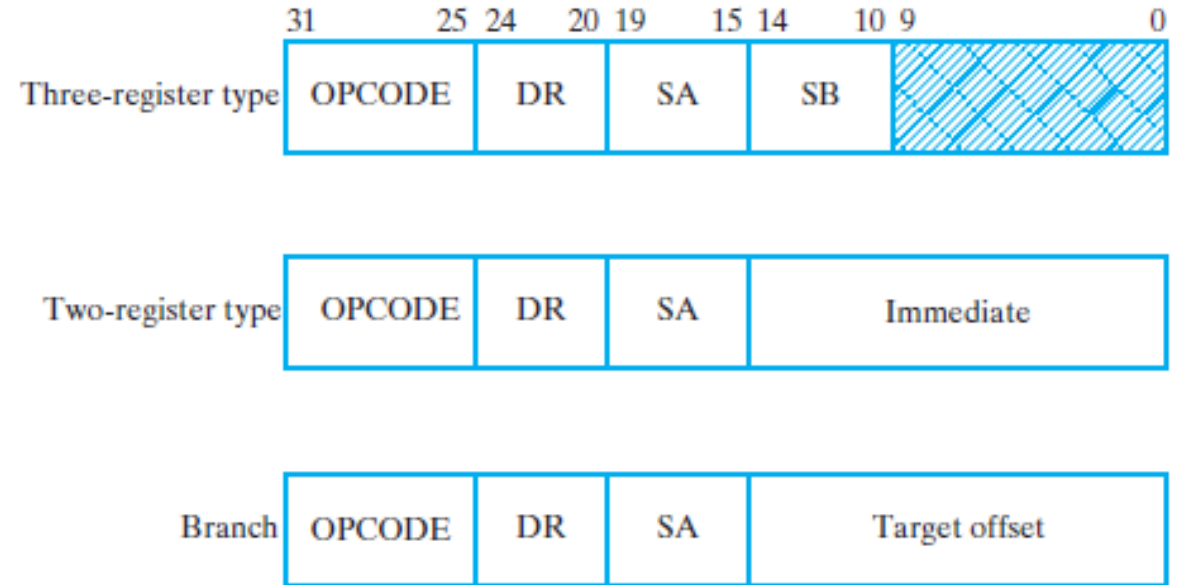 31 25 24 20 19 15 14 10 9 0
Three-register type OPCODE DR SA SB
Two-register type OPCODE DR SA Immediate
Branch OPCODE DR SA Target offset